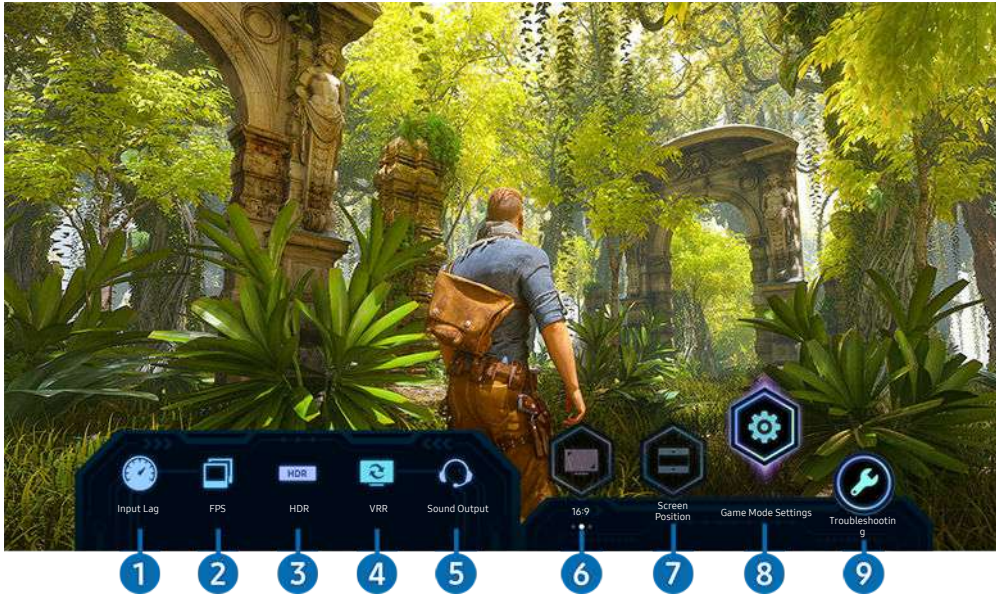 HDR
Input Lag
FPS
HDR
VRR
Sound Output
16:9
Screen
Position
Game Mode Settings
Troubleshootin
g
1
2
3
4
5
6
7
8
9